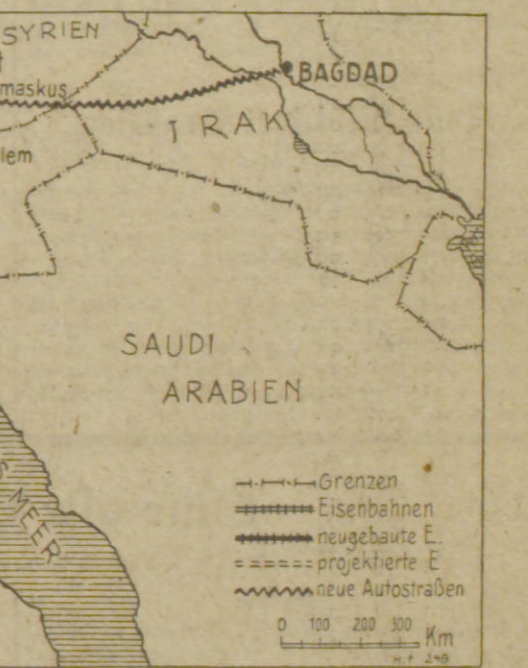 SYRIEN
maskus
BAGDAD
IRAK
lem
SAUDI
ARABIEN
S MEER
Grenzen
Eisenbahnen
neugebaute E.
projektierte E
neue Autostraßen
0 100 200 300 Km